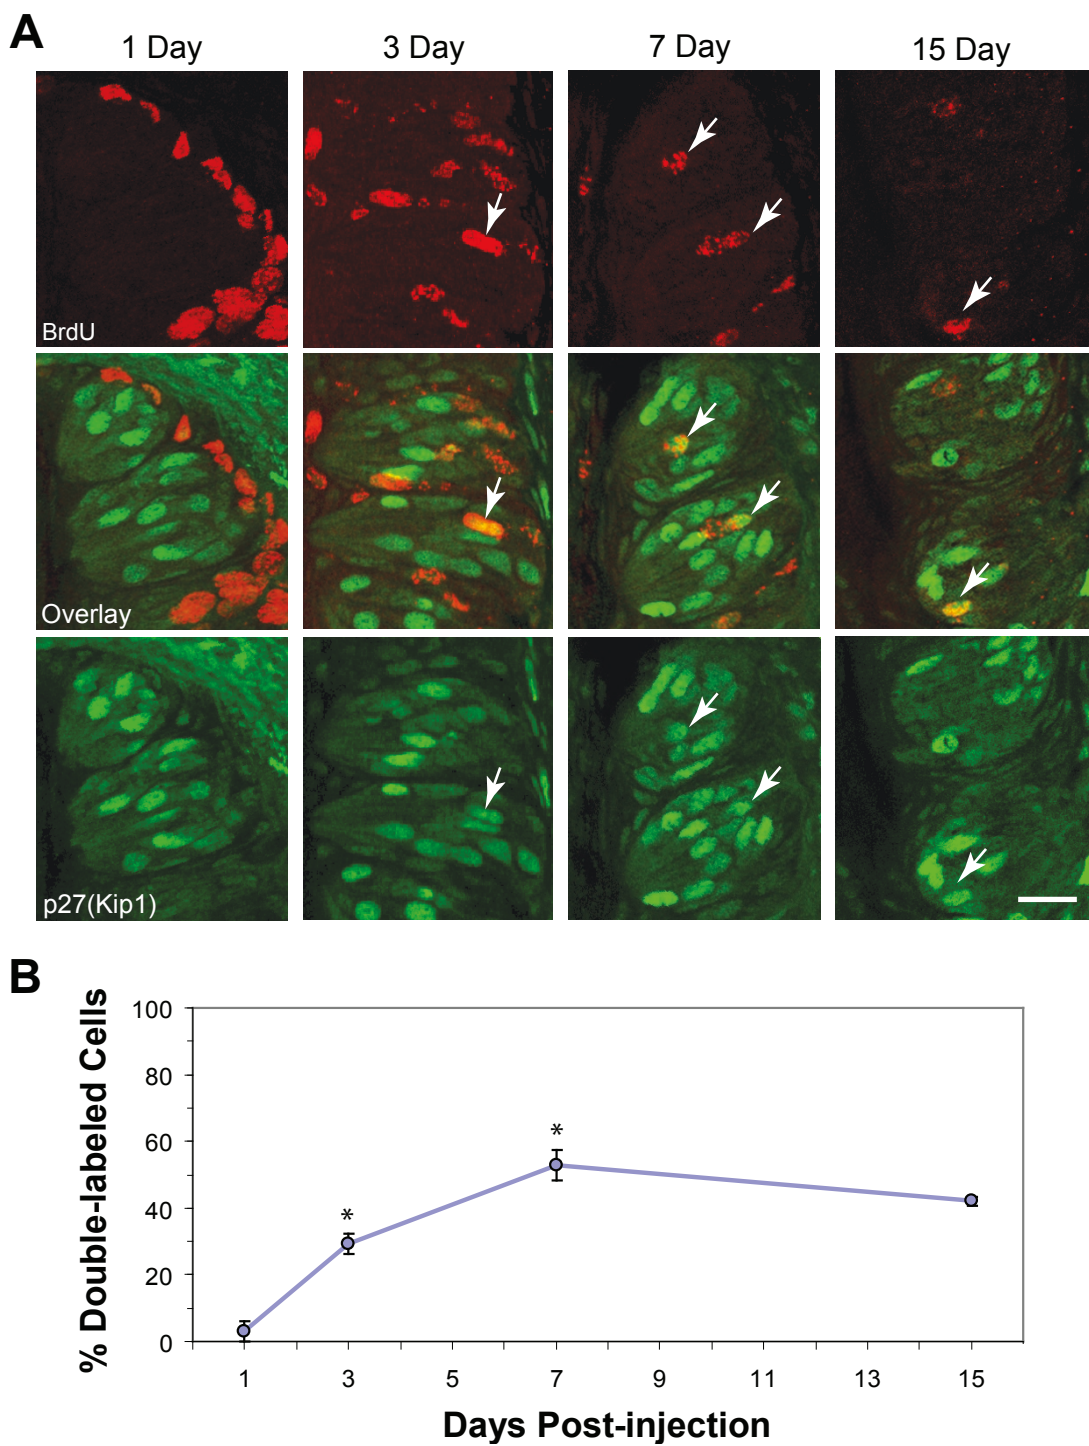 A
1 Day
3 Day
7 Day
15 Day
BrdU
Overlay
p27(Kip1)
B
% Double-labeled Cells
100
80
60
40
20
0
*
*
1
3
5
7
9
11
13
15
Days Post-injection